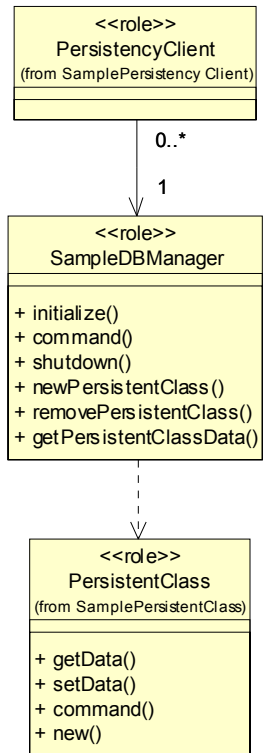 <<role>>
PersistencyClient
(from SamplePersistency Client)
0..*
1
<<role>>
SampleDBManager
+ initialize()
+ command()
+ shutdown()
+ newPersistentClass()
+ removePersistentClass()
+ getPersistentClassData()
<<role>>
PersistentClass
(from SamplePersistentClass)
+ getData()
+ setData()
+ command()
+ new()